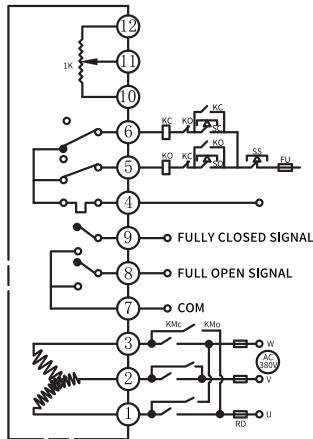 12
1K
11
10
KC
6
KC
KO
SC
KO
SS
5
KO
KC
SO
FU
4
9 FULLY CLOSED SIGNAL
8 FULL OPEN SIGNAL
7 COM
3
KMc
KMo
W
AC
380V
2
V
1
RD
U